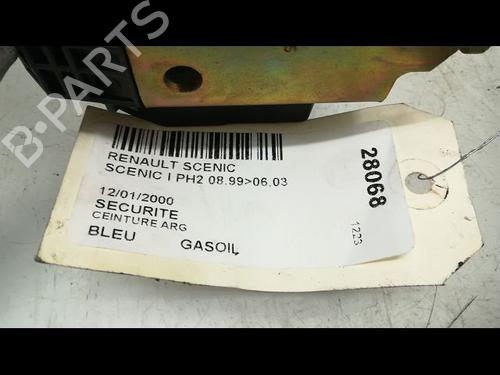 B-PARTS
RENAULT SCENIC
SCENIC I PH2 08.99>06.03
12/01/2000
SECURITE
CEINTURE ARG
BLEU GASOIL
28068
1223